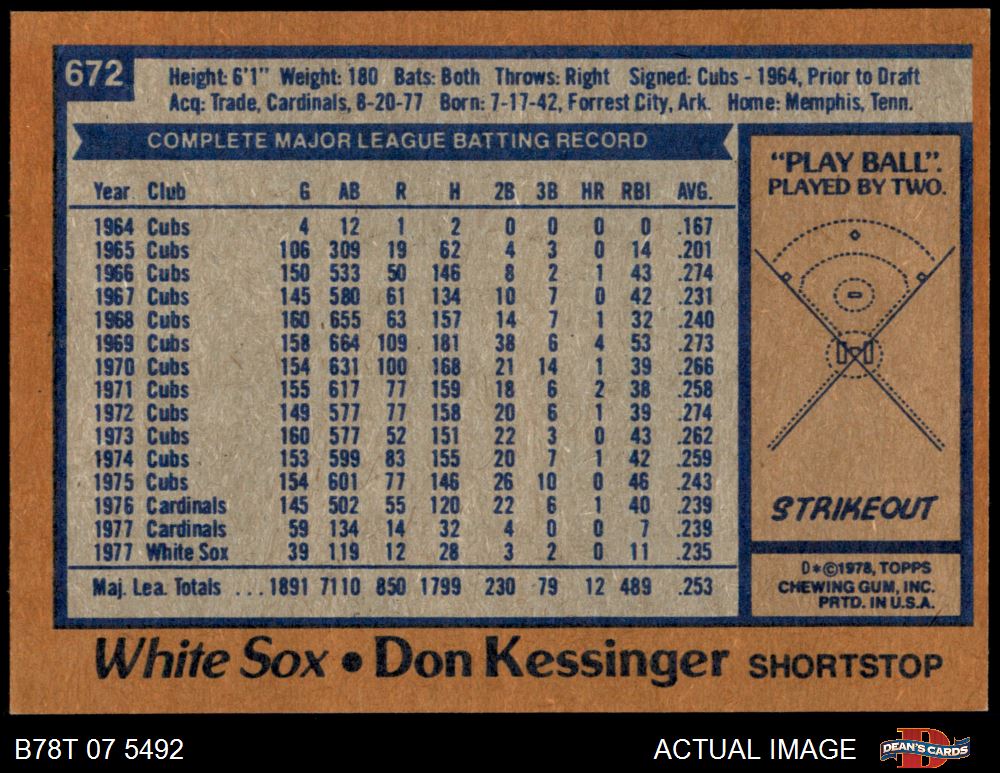 672
Height: 6'1" Weight: 180 Bats: Both Throws: Right Signed: Cubs - 1964, Prior to Draft
Acq: Trade, Cardinals, 8-20-77 Born: 7-17-42, Forrest City, Ark. Home: Memphis, Tenn.
COMPLETE MAJOR LEAGUE BATTING RECORD
Year Club G AB R H 2B 3B HR RBI AVG.
1964 Cubs 4 12 1 2 0 0 0 0 .167
1965 Cubs 106 309 19 62 4 3 0 14 .201
1966 Cubs 150 533 50 146 8 2 1 43 .274
1967 Cubs 145 580 61 134 10 7 0 42 .231
1968 Cubs 160 655 63 157 14 7 1 32 .240
1969 Cubs 158 664 109 181 38 6 4 53 .273
1970 Cubs 154 631 100 168 21 14 1 39 .266
1971 Cubs 155 617 77 159 18 6 2 38 .258
1972 Cubs 149 577 77 158 20 6 1 39 .274
1973 Cubs 160 577 52 151 22 3 0 43 .262
1974 Cubs 153 599 83 155 20 7 1 42 .259
1975 Cubs 154 601 77 146 26 10 0 46 .243
1976 Cardinals 145 502 55 120 22 6 1 40 .239
1977 Cardinals 59 134 14 32 4 0 0 7 .239
1977 White Sox 39 119 12 28 3 2 0 11 .235
Maj. Lea. Totals ... 1891 7110 850 1799 230 79 12 489 .253
"PLAY BALL".
PLAYED BY TWO.
STRIKEOUT
D*©1978, TOPPS
CHEWING GUM, INC.
PRTD. IN U.S.A.
White Sox • Don Kessinger SHORTSTOP
B78T 07 5492
ACTUAL IMAGE
DEAN'S CARDS